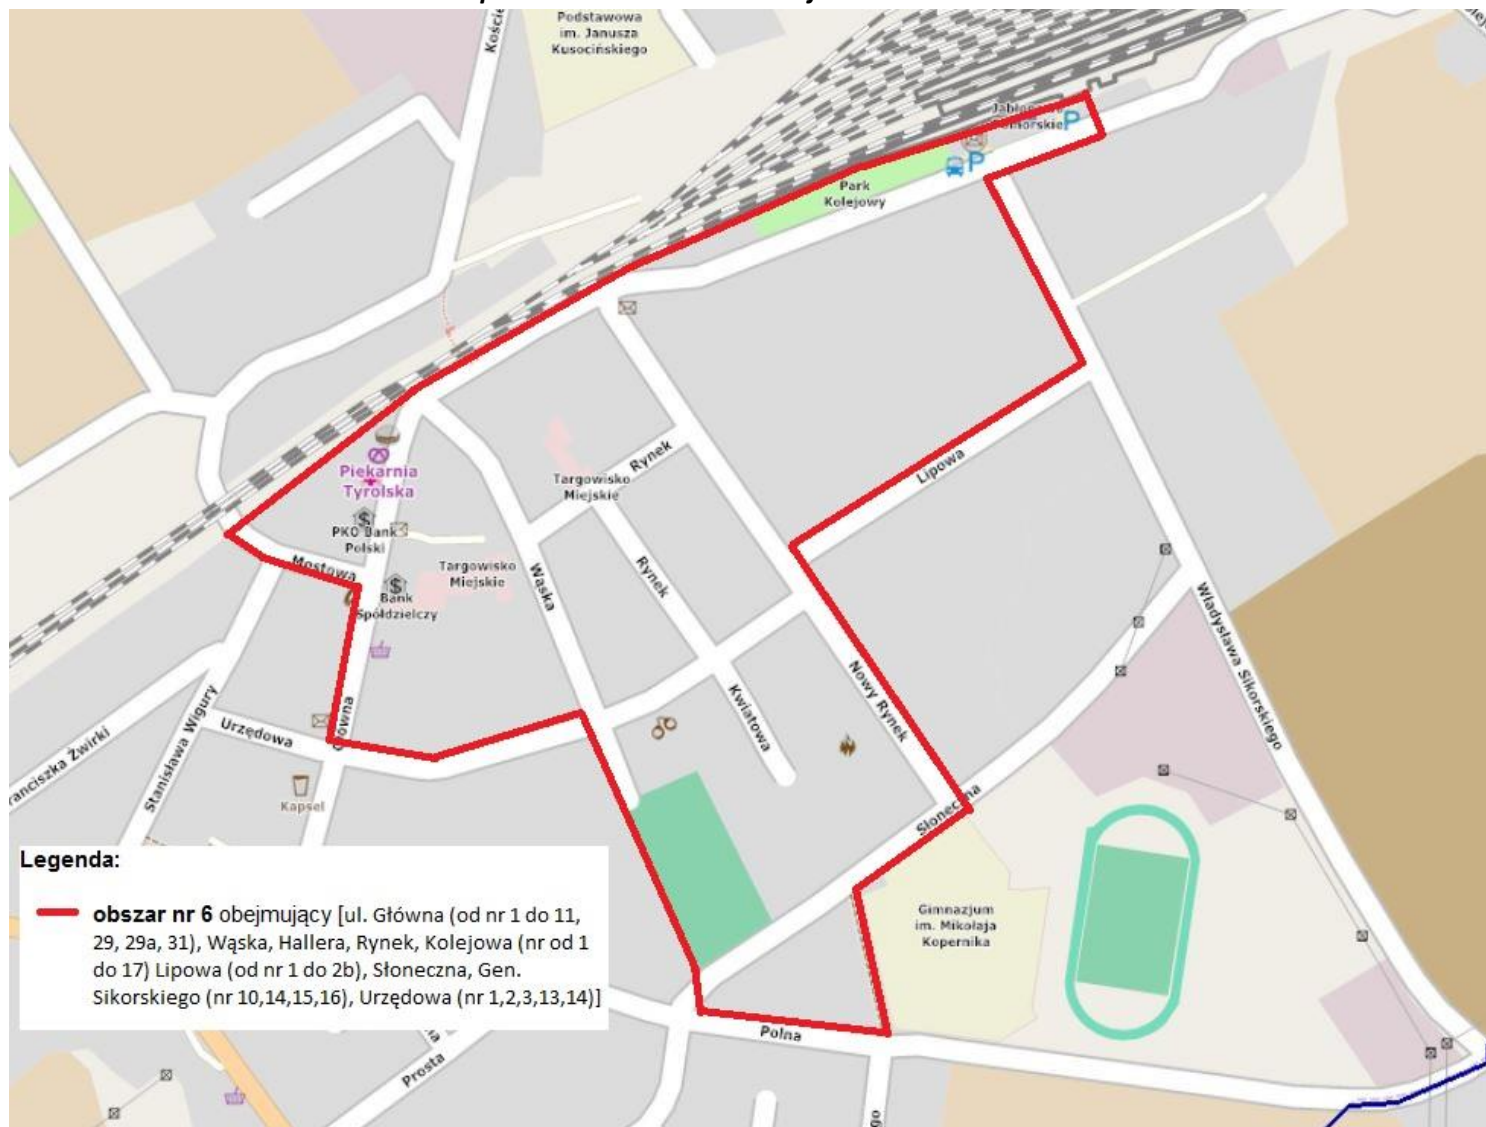 Podstawowa
im. Janusza
Kusocińskiego
Jabłonowo
Pomorskie
P
P
Park
Kolejowy
Rynek
Lipowa
Piekarnia
Tyrolska
Targowisko
Miejskie
PKO Bank
Polski
Mostowa
Targowisko
Miejskie
Bank
Spółdzielczy
Wąska
Rynek
Władysława Sikorskiego
Nowy Rynek
Kwiatowa
Główna
Urzędowa
Stanisława Wigury
Kapsel
Słoneczna
Gimnazjum
im. Mikołaja
Kopernika
Polna
Prosta
Legenda:
obszar nr 6 obejmujący [ul. Główna (od nr 1 do 11,
29, 29a, 31), Wąska, Hallera, Rynek, Kolejowa (nr od 1
do 17) Lipowa (od nr 1 do 2b), Słoneczna, Gen.
Sikorskiego (nr 10,14,15,16), Urzędowa (nr 1,2,3,13,14)]